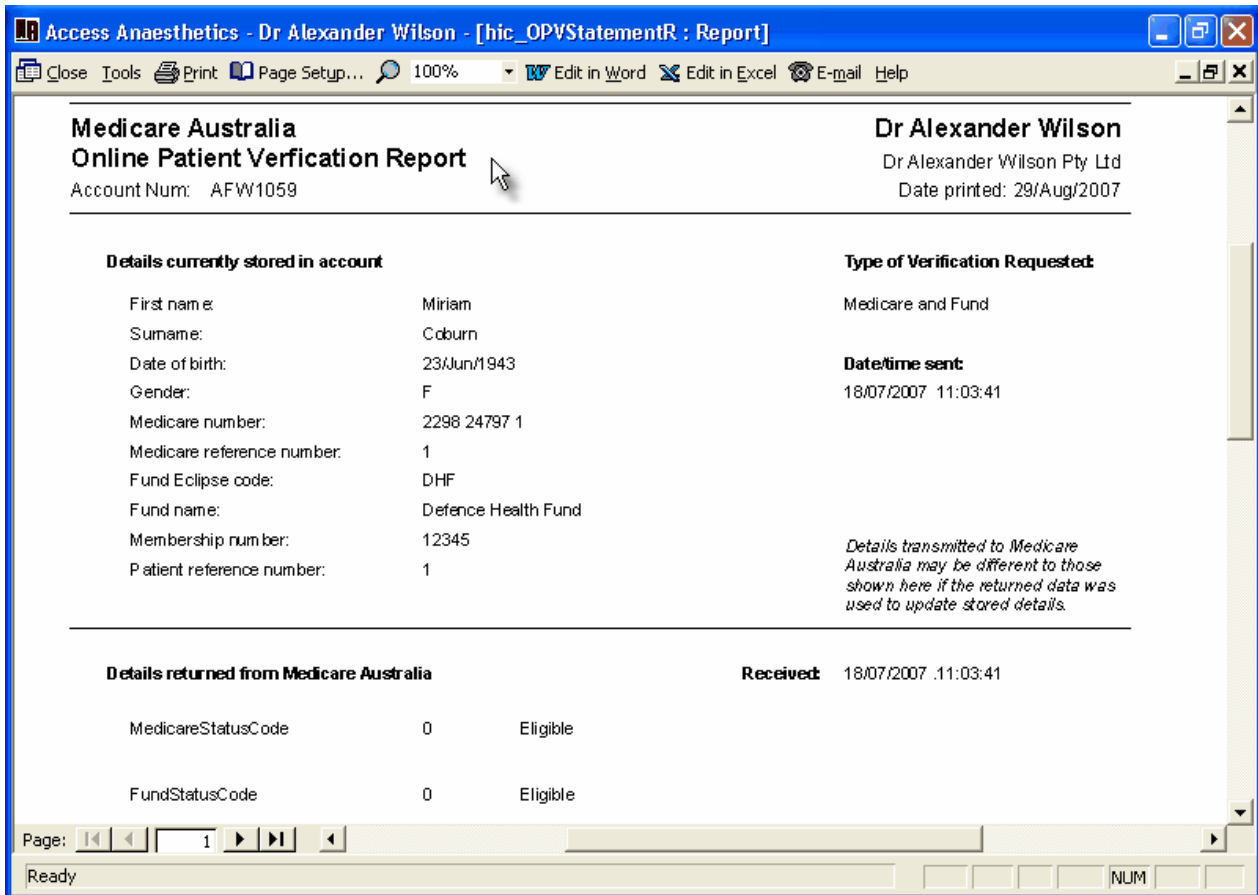 Access Anaesthetics - Dr Alexander Wilson - [hic_OPVStatementR : Report]
Close Tools Print Page Setup... 100% Edit in Word Edit in Excel E-mail Help
Medicare Australia
Dr Alexander Wilson
Online Patient Verfication Report
Dr Alexander Wilson Pty Ltd
Account Num: AFW1059
Date printed: 29/Aug/2007
Details currently stored in account
Type of Verification Requested:
First name: Miriam
Medicare and Fund
Surname: Coburn
Date of birth: 23/Jun/1943
Date/time sent:
Gender: F
18/07/2007 11:03:41
Medicare number: 2298 24797 1
Medicare reference number: 1
Fund Eclipse code: DHF
Fund name: Defence Health Fund
Membership number: 12345
Patient reference number: 1
Details transmitted to Medicare
Australia may be different to those
shown here if the returned data was
used to update stored details.
Details returned from Medicare Australia
Received: 18/07/2007 .11:03:41
MedicareStatusCode 0 Eligible
FundStatusCode 0 Eligible
Page: 1
Ready
NUM